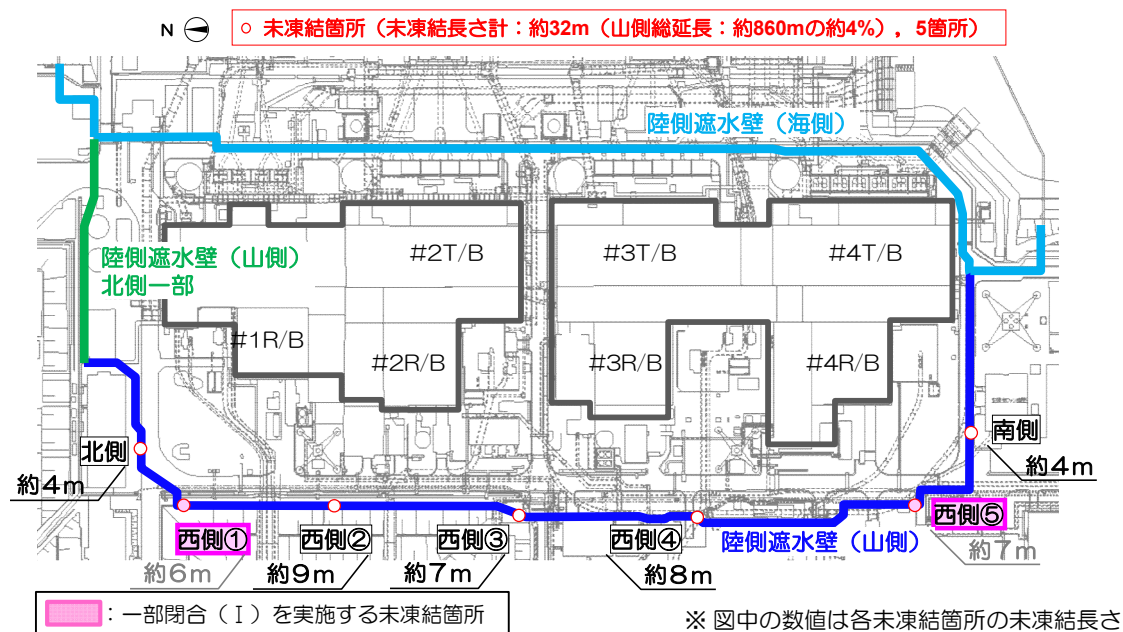 N
○ 未凍結箇所（未凍結長さ計：約32m（山側総延長：約860mの約4%），5箇所）
陸側遮水壁（海側）
陸側遮水壁（山側）
北側一部
#2T/B
#3T/B
#4T/B
#1R/B
#2R/B
#3R/B
#4R/B
北側
約4m
南側
約4m
西側①
約6m
西側②
約9m
西側③
約7m
西側④
約8m
陸側遮水壁（山側）
西側⑤
約7m
：一部閉合（Ⅰ）を実施する未凍結箇所
※ 図中の数値は各未凍結箇所の未凍結長さ